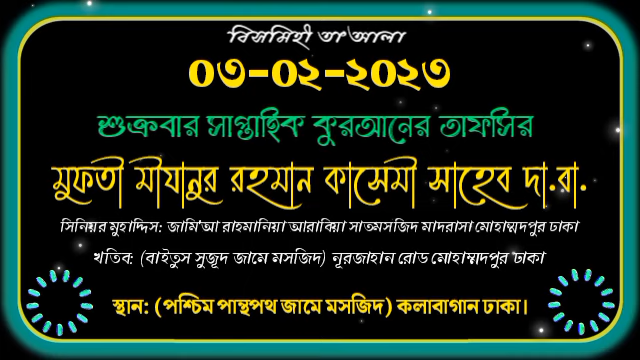 বিসমিহী তা'আলা
০৩-০২-২০২৩
শুক্রবার সাপ্তাহিক কুরআনের তাফসির
মুফতী মীযানুর রহমান কাসেমী সাহেব দা.বা.
সিনিয়র মুহাদ্দিস: জামি'আ রাহমানিয়া আরাবিয়া সাতমসজিদ মাদরাসা মোহাম্মদপুর ঢাকা
খতিব: (বাইতুস সুজূদ জামে মসজিদ) নূরজাহান রোড মোহাম্মদপুর ঢাকা
স্থান: (পশ্চিম পান্থপথ জামে মসজিদ) কলাবাগান ঢাকা।